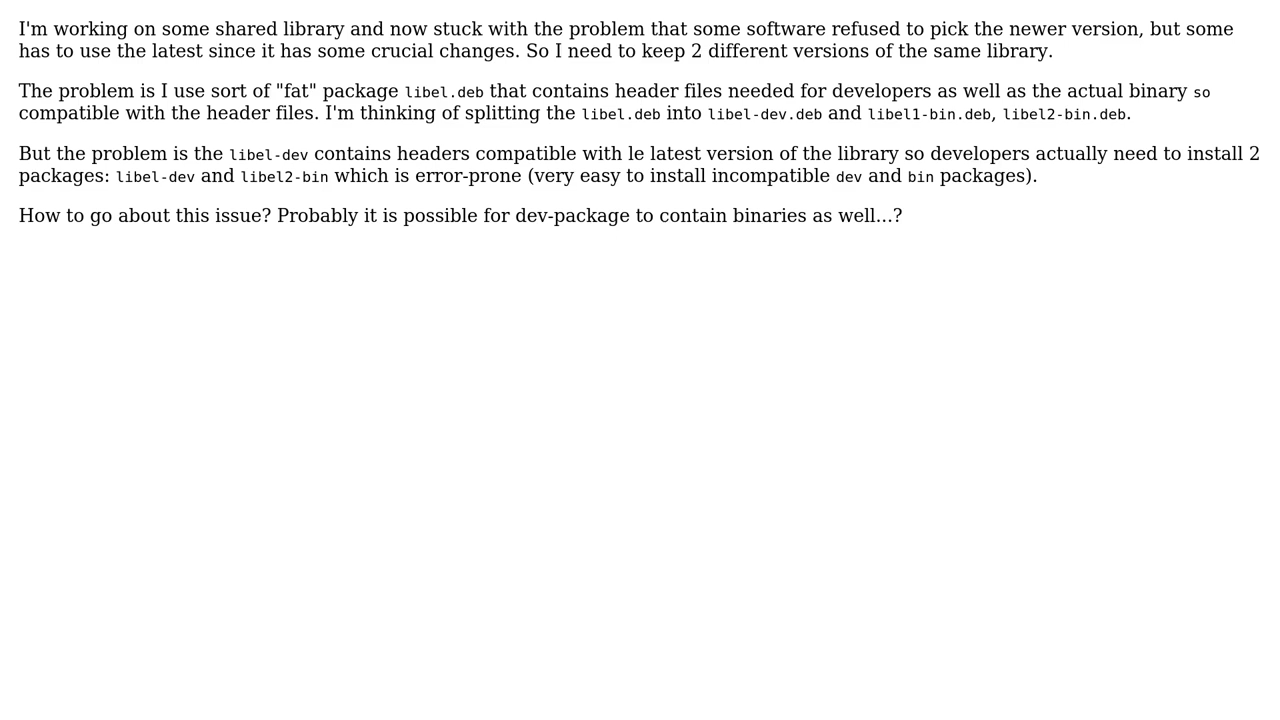 I'm working on some shared library and now stuck with the problem that some software refused to pick the newer version, but some
has to use the latest since it has some crucial changes. So I need to keep 2 different versions of the same library.
The problem is I use sort of "fat" package libel.deb that contains header files needed for developers as well as the actual binary so
compatible with the header files. I'm thinking of splitting the libel.deb into libel-dev.deb and libel1-bin.deb, libel2-bin.deb.
But the problem is the libel-dev contains headers compatible with le latest version of the library so developers actually need to install 2
packages: libel-dev and libel2-bin which is error-prone (very easy to install incompatible dev and bin packages).
How to go about this issue? Probably it is possible for dev-package to contain binaries as well...?